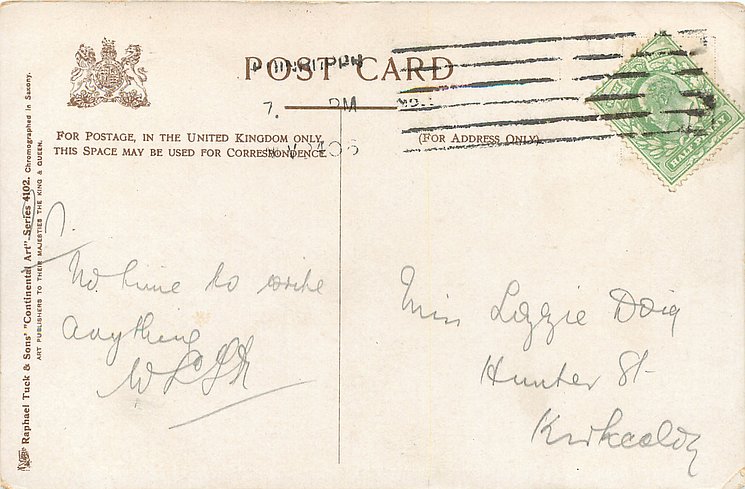 POST CARD
7. PM
FOR POSTAGE, IN THE UNITED KINGDOM ONLY,
THIS SPACE MAY BE USED FOR CORRESPONDENCE.
(FOR ADDRESS ONLY).
HALF PENNY
Raphael Tuck & Sons' "Continental Art" Series 4102. Chromographed in Saxony.
ART PUBLISHERS TO THEIR MAJESTIES THE KING & QUEEN.
No time to write
anything
Miss Lizzie Doig
Hunter St
Kirkcaldy